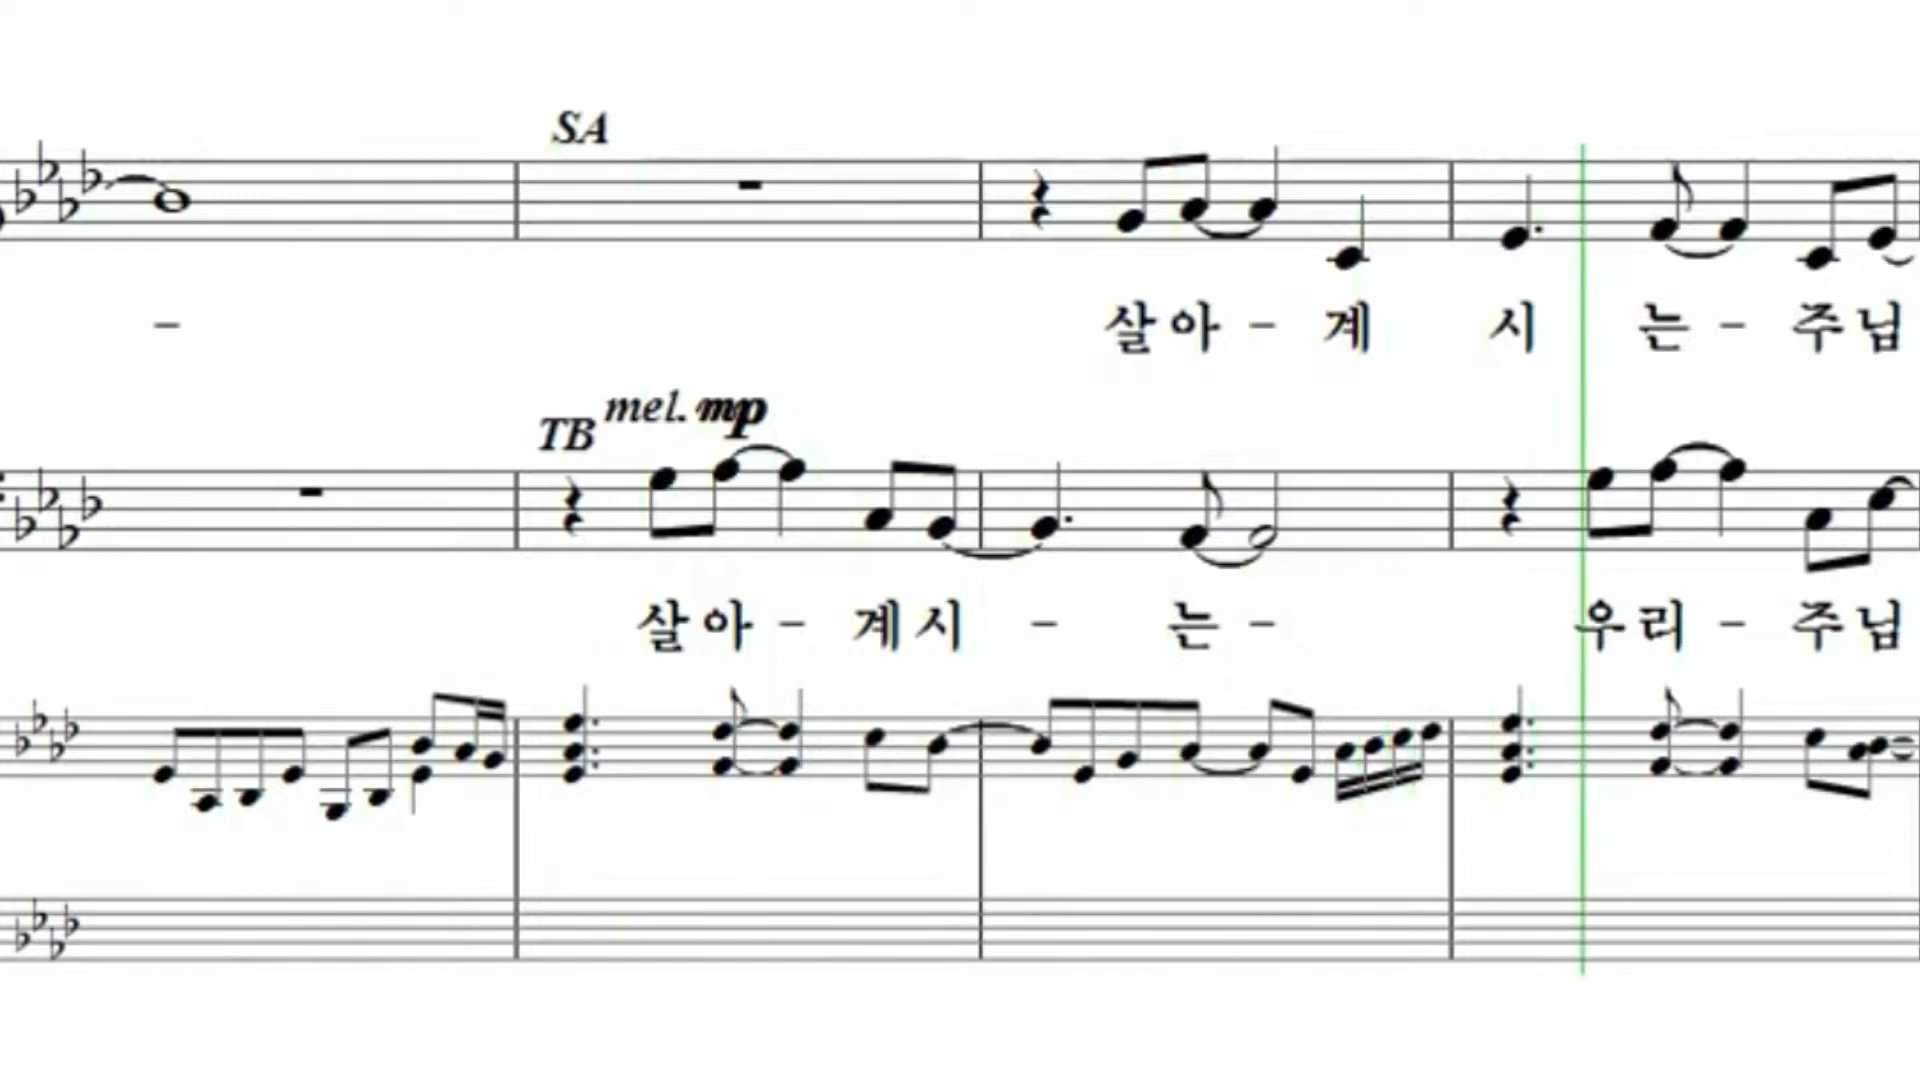 SA
-
살아 - 계 시 는 - 주님
TB mel. mp
살아 - 계시 - 는 - 우리 - 주님